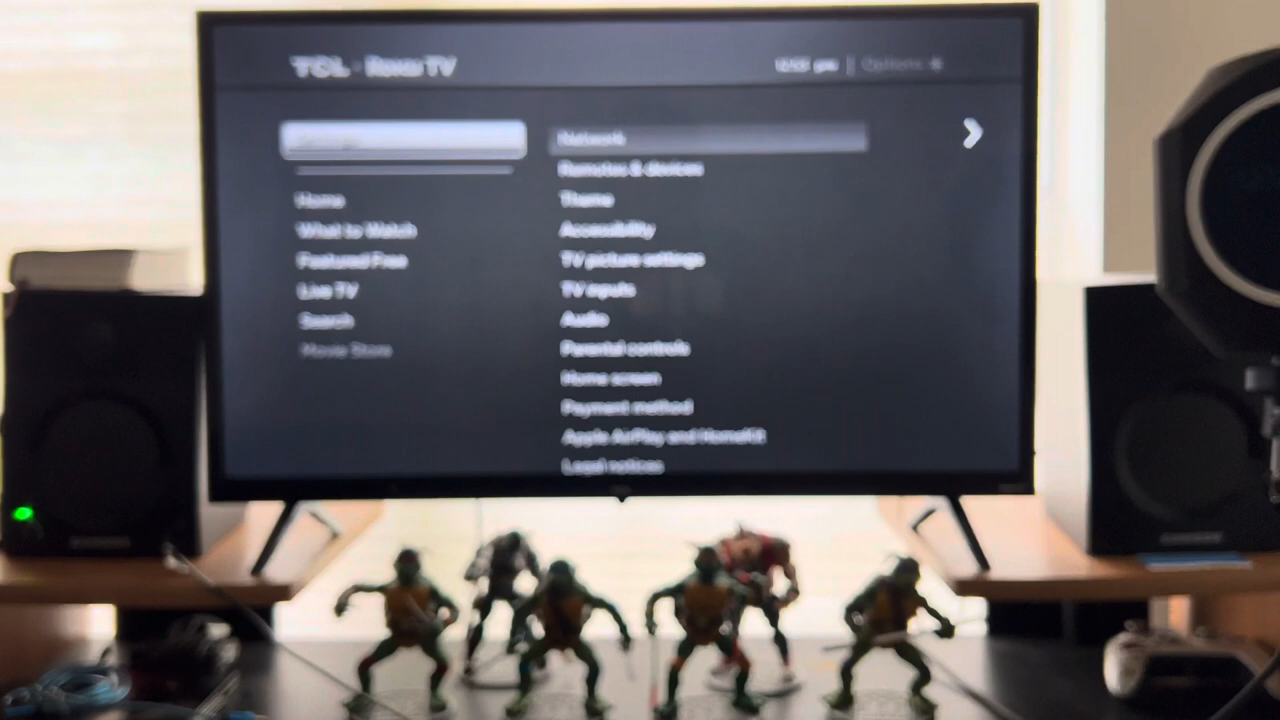 TCL · Roku TV
Options
Settings
Home
What to Watch
Featured Free
Live TV
Search
Movie Store
Network
Remotes & devices
Theme
Accessibility
TV picture settings
TV inputs
Audio
Parental controls
Home screen
Payment method
Apple AirPlay and HomeKit
Legal notices